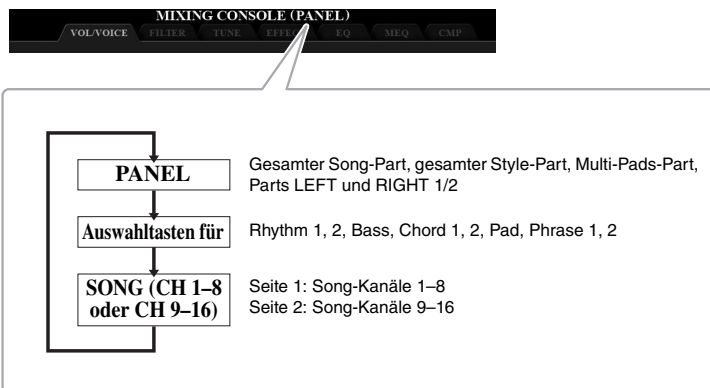 MIXING CONSOLE (PANEL)
VOL/VOICE FILTER TUNE EFFECT EQ MEQ CMP
PANEL
Gesamter Song-Part, gesamter Style-Part, Multi-Pads-Part,
Parts LEFT und RIGHT 1/2
Auswahltasten für
Rhythm 1, 2, Bass, Chord 1, 2, Pad, Phrase 1, 2
SONG (CH 1–8
oder CH 9–16)
Seite 1: Song-Kanäle 1–8
Seite 2: Song-Kanäle 9–16